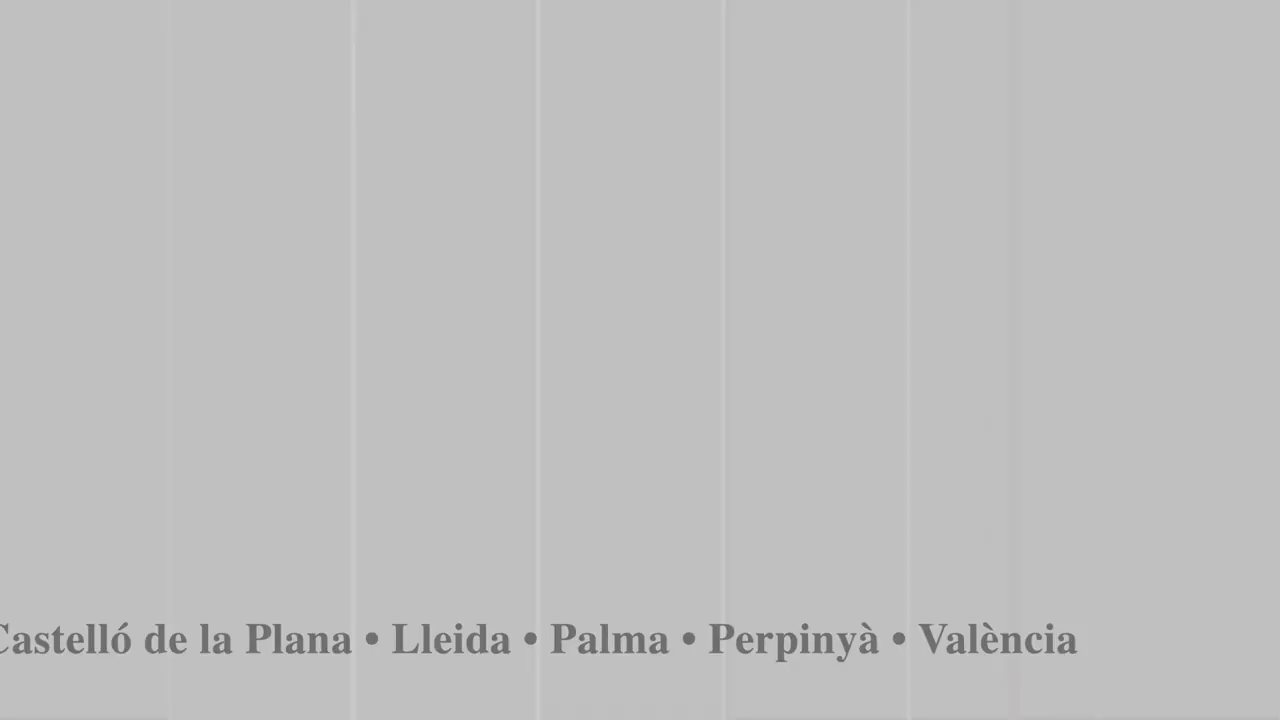 Castelló de la Plana • Lleida • Palma • Perpinyà • València